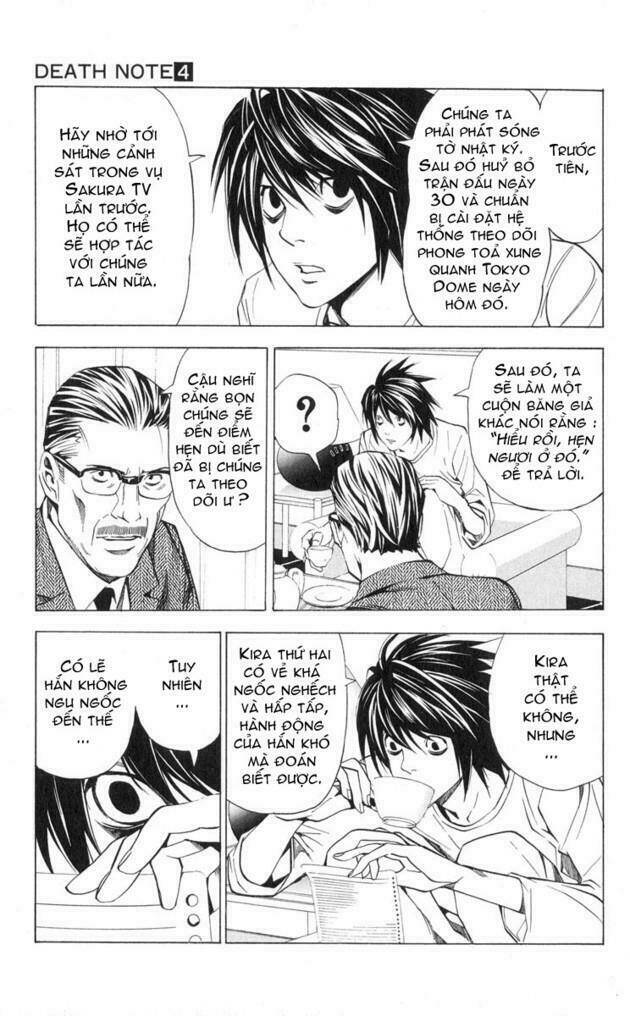 DEATH NOTE 4
TRƯỚC
TIÊN,
CHÚNG TA
PHẢI PHÁT SÓNG
TỜ NHẬT KÝ.
SAU ĐÓ HUỶ BỎ
TRẬN ĐẤU NGÀY
30 VÀ CHUẨN
BỊ CÀI ĐẶT HỆ
THỐNG THEO DÕI
PHONG TOẢ XUNG
QUANH TOKYO
DOME NGÀY
HÔM ĐÓ.
HÃY NHỜ TỚI
NHỮNG CẢNH
SÁT TRONG VỤ
SAKURA TV
LẦN TRƯỚC.
HỌ CÓ THỂ
SẼ HỢP TÁC
VỚI CHÚNG
TA LẦN NỮA.
SAU ĐÓ, TA
SẼ LÀM MỘT
CUỘN BĂNG GIẢ
KHÁC NÓI RẰNG :
"HIỂU RỒI, HẸN
NGƯƠI Ở ĐÓ."
ĐỂ TRẢ LỜI.
?
CẬU NGHĨ
RẰNG BỌN
CHÚNG SẼ
ĐẾN ĐIỂM
HẸN DÙ BIẾT
ĐÃ BỊ CHÚNG
TA THEO
DÕI Ư ?
KIRA
THẬT
CÓ THỂ
KHÔNG,
NHƯNG
...
KIRA THỨ HAI
CÓ VẺ KHÁ
NGỐC NGHẾCH
VÀ HẤP TẤP,
HÀNH ĐỘNG
CỦA HẮN KHÓ
MÀ ĐOÁN
BIẾT ĐƯỢC.
TUY
NHIÊN
...
CÓ LẼ
HẮN KHÔNG
NGU NGỐC
ĐẾN THẾ
...